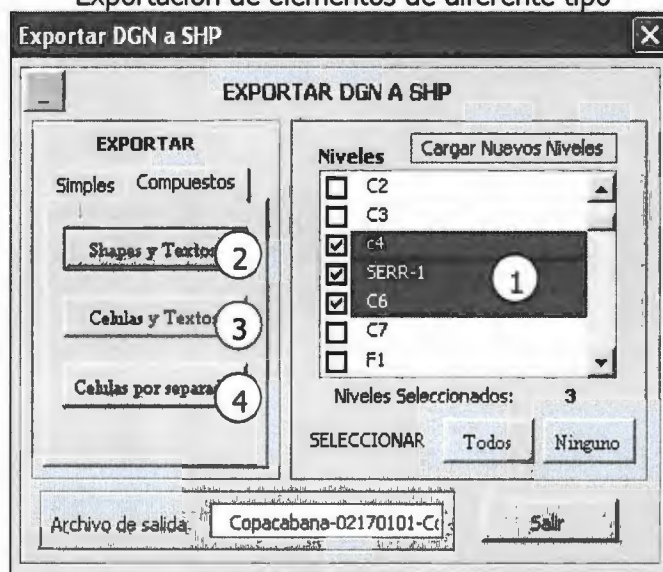 Exportación de elementos de diferente tipo
Exportar DGN a SHP
EXPORTAR DGN A SHP
EXPORTAR
Simples Compuestos
Shapes y Textos 2
Celulas y Textos 3
Celulas por separad 4
Niveles Cargar Nuevos Niveles
C2
C3
c4
SERR-1 1
C6
C7
F1
Niveles Seleccionados: 3
SELECCIONAR Todos Ninguno
Archivo de salida: Copacabana-02170101-Co
Salir